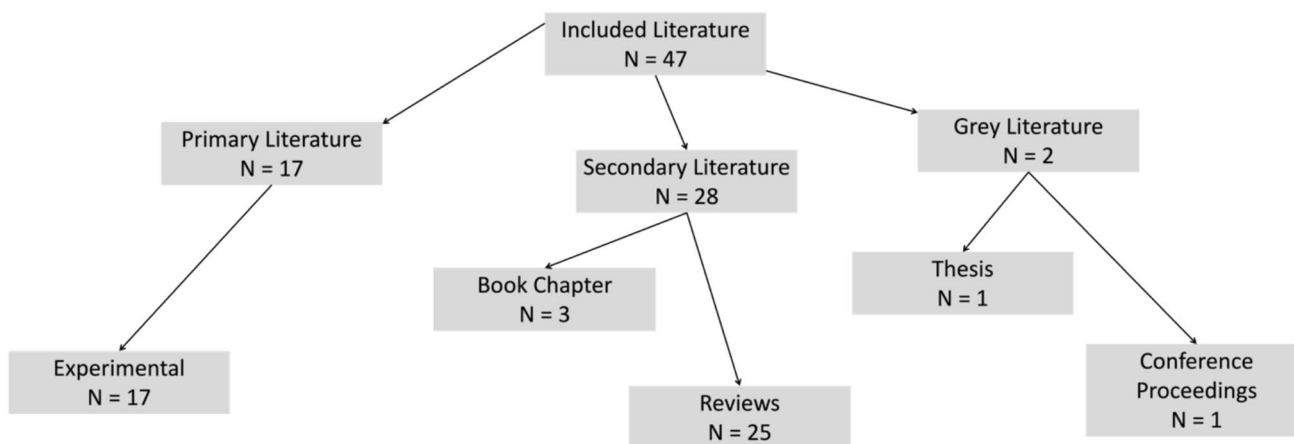 Included Literature
N = 47
Primary Literature
N = 17
Secondary Literature
N = 28
Grey Literature
N = 2
Experimental
N = 17
Book Chapter
N = 3
Reviews
N = 25
Thesis
N = 1
Conference
Proceedings
N = 1